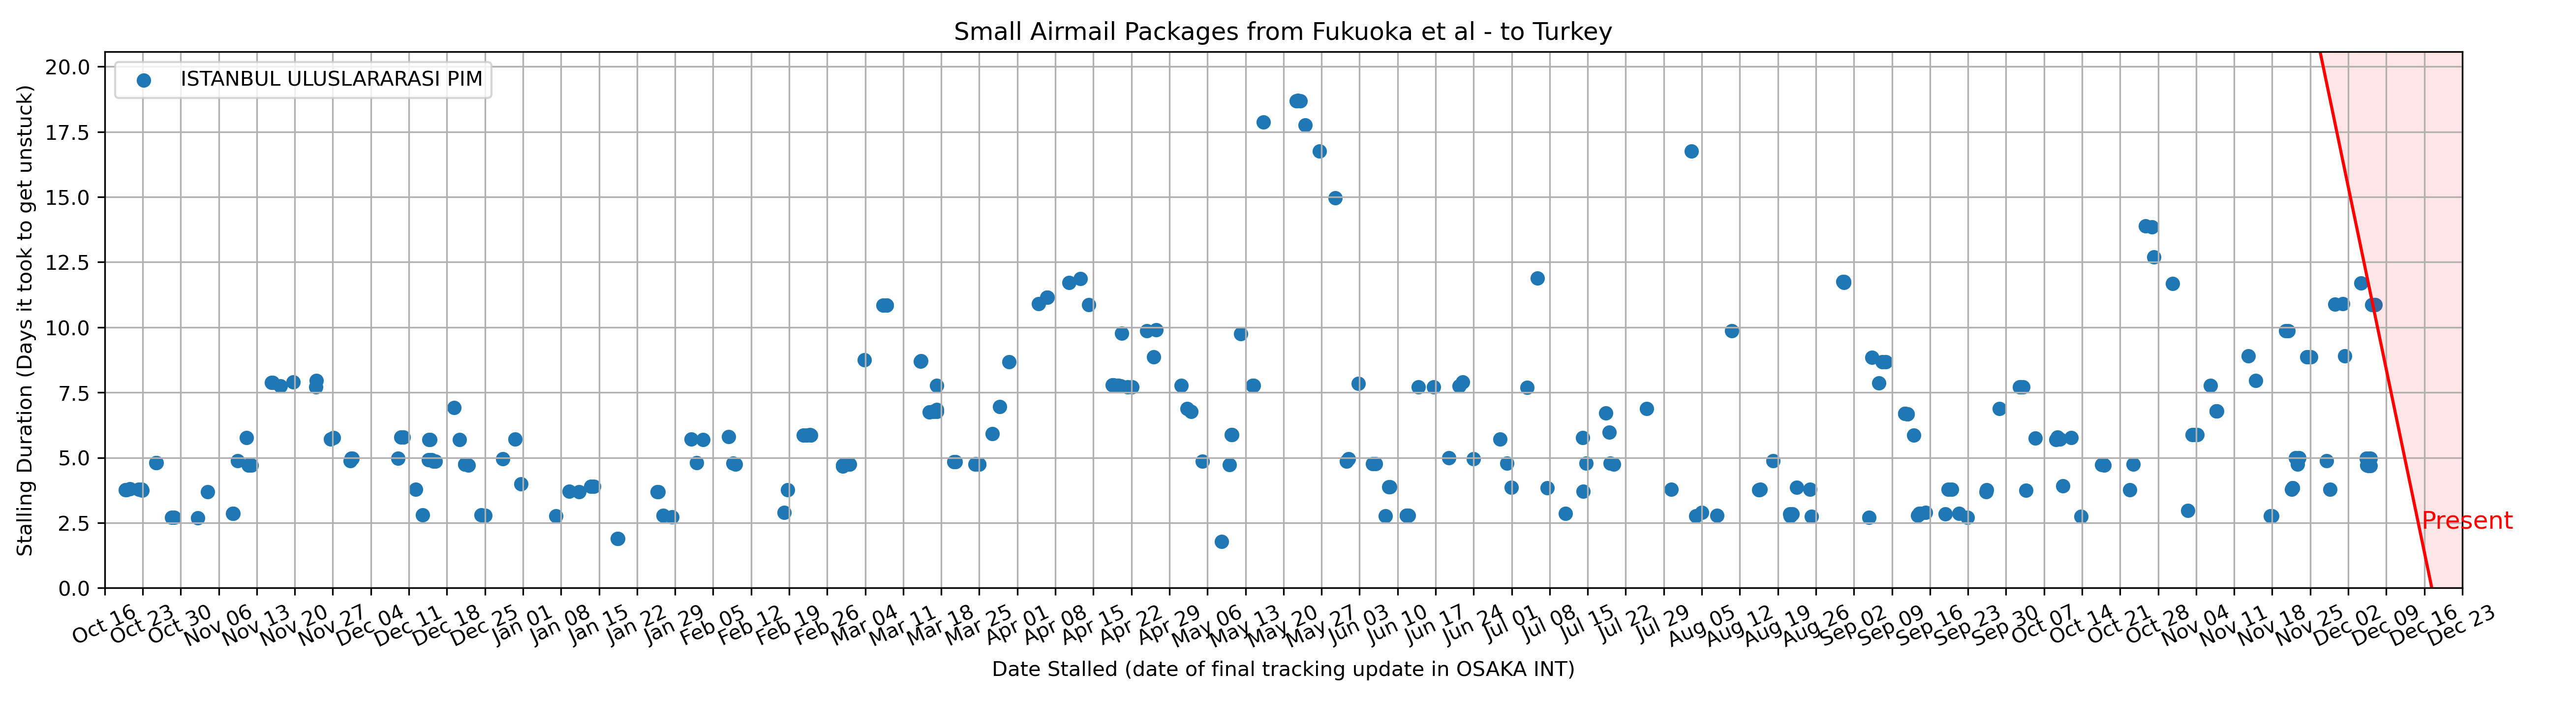 Small Airmail Packages from Fukuoka et al - to Turkey
ISTANBUL ULUSLARARASI PIM
Stalling Duration (Days it took to get unstuck)
20.0
17.5
15.0
12.5
10.0
7.5
5.0
2.5
0.0
Present
Oct 16
Oct 23
Oct 30
Nov 06
Nov 13
Nov 20
Nov 27
Dec 04
Dec 11
Dec 18
Dec 25
Jan 01
Jan 08
Jan 15
Jan 22
Jan 29
Feb 05
Feb 12
Feb 19
Feb 26
Mar 04
Mar 11
Mar 18
Mar 25
Apr 01
Apr 08
Apr 15
Apr 22
Apr 29
May 06
May 13
May 20
May 27
Jun 03
Jun 10
Jun 17
Jun 24
Jul 01
Jul 08
Jul 15
Jul 22
Jul 29
Aug 05
Aug 12
Aug 19
Aug 26
Sep 02
Sep 09
Sep 16
Sep 23
Sep 30
Oct 07
Oct 14
Oct 21
Oct 28
Nov 04
Nov 11
Nov 18
Nov 25
Dec 02
Dec 09
Dec 16
Dec 23
Date Stalled (date of final tracking update in OSAKA INT)